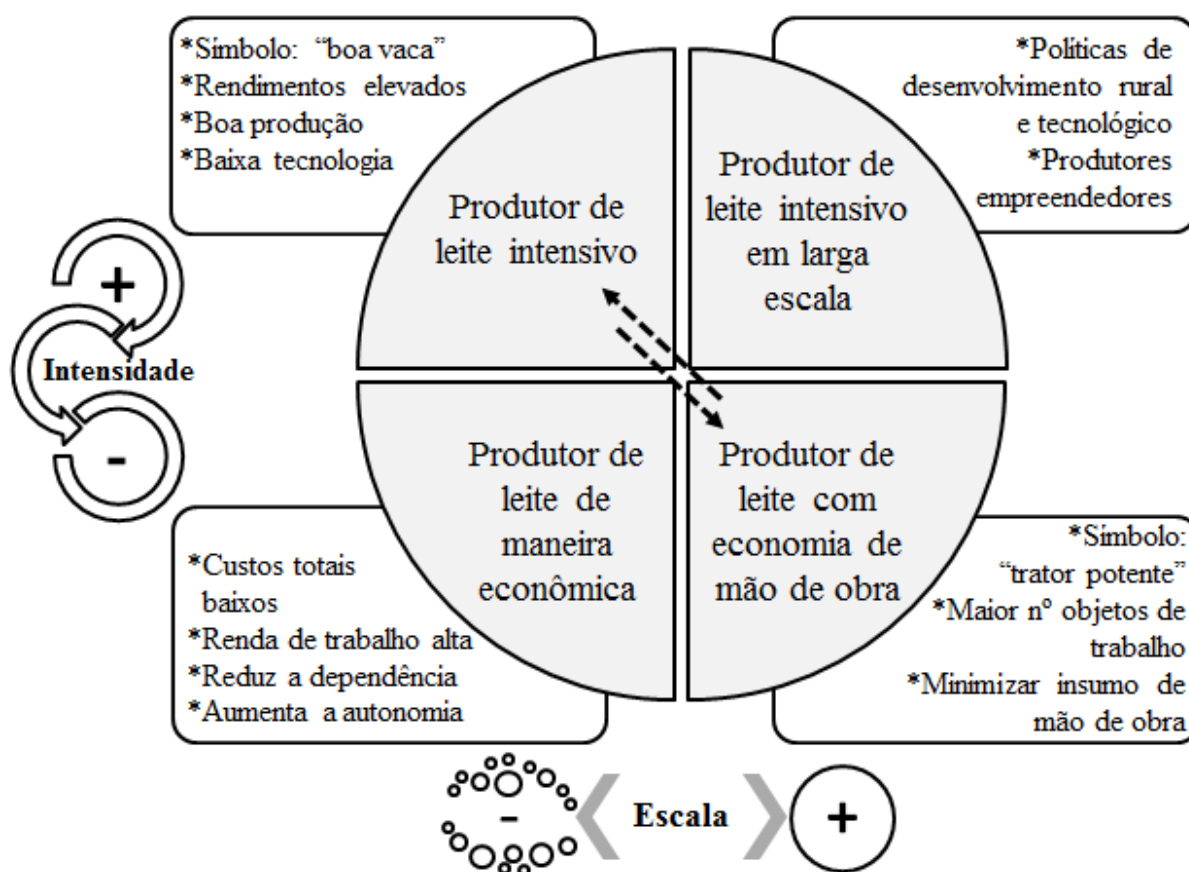 *Símbolo: “boa vaca”
*Rendimentos elevados
*Boa produção
*Baixa tecnologia
*Políticas de
desenvolvimento rural
e tecnológico
*Produtores
empreendedores
Produtor de
leite intensivo
Produtor de
leite intensivo
em larga
escala
+
Intensidade
-
Produtor de
leite de
maneira
econômica
Produtor de
leite com
economia de
mão de obra
*Custos totais
baixos
*Renda de trabalho alta
*Reduz a dependência
*Aumenta a autonomia
*Símbolo:
“trator potente”
*Maior nº objetos de
trabalho
*Minimizar insumo de
mão de obra
- Escala +